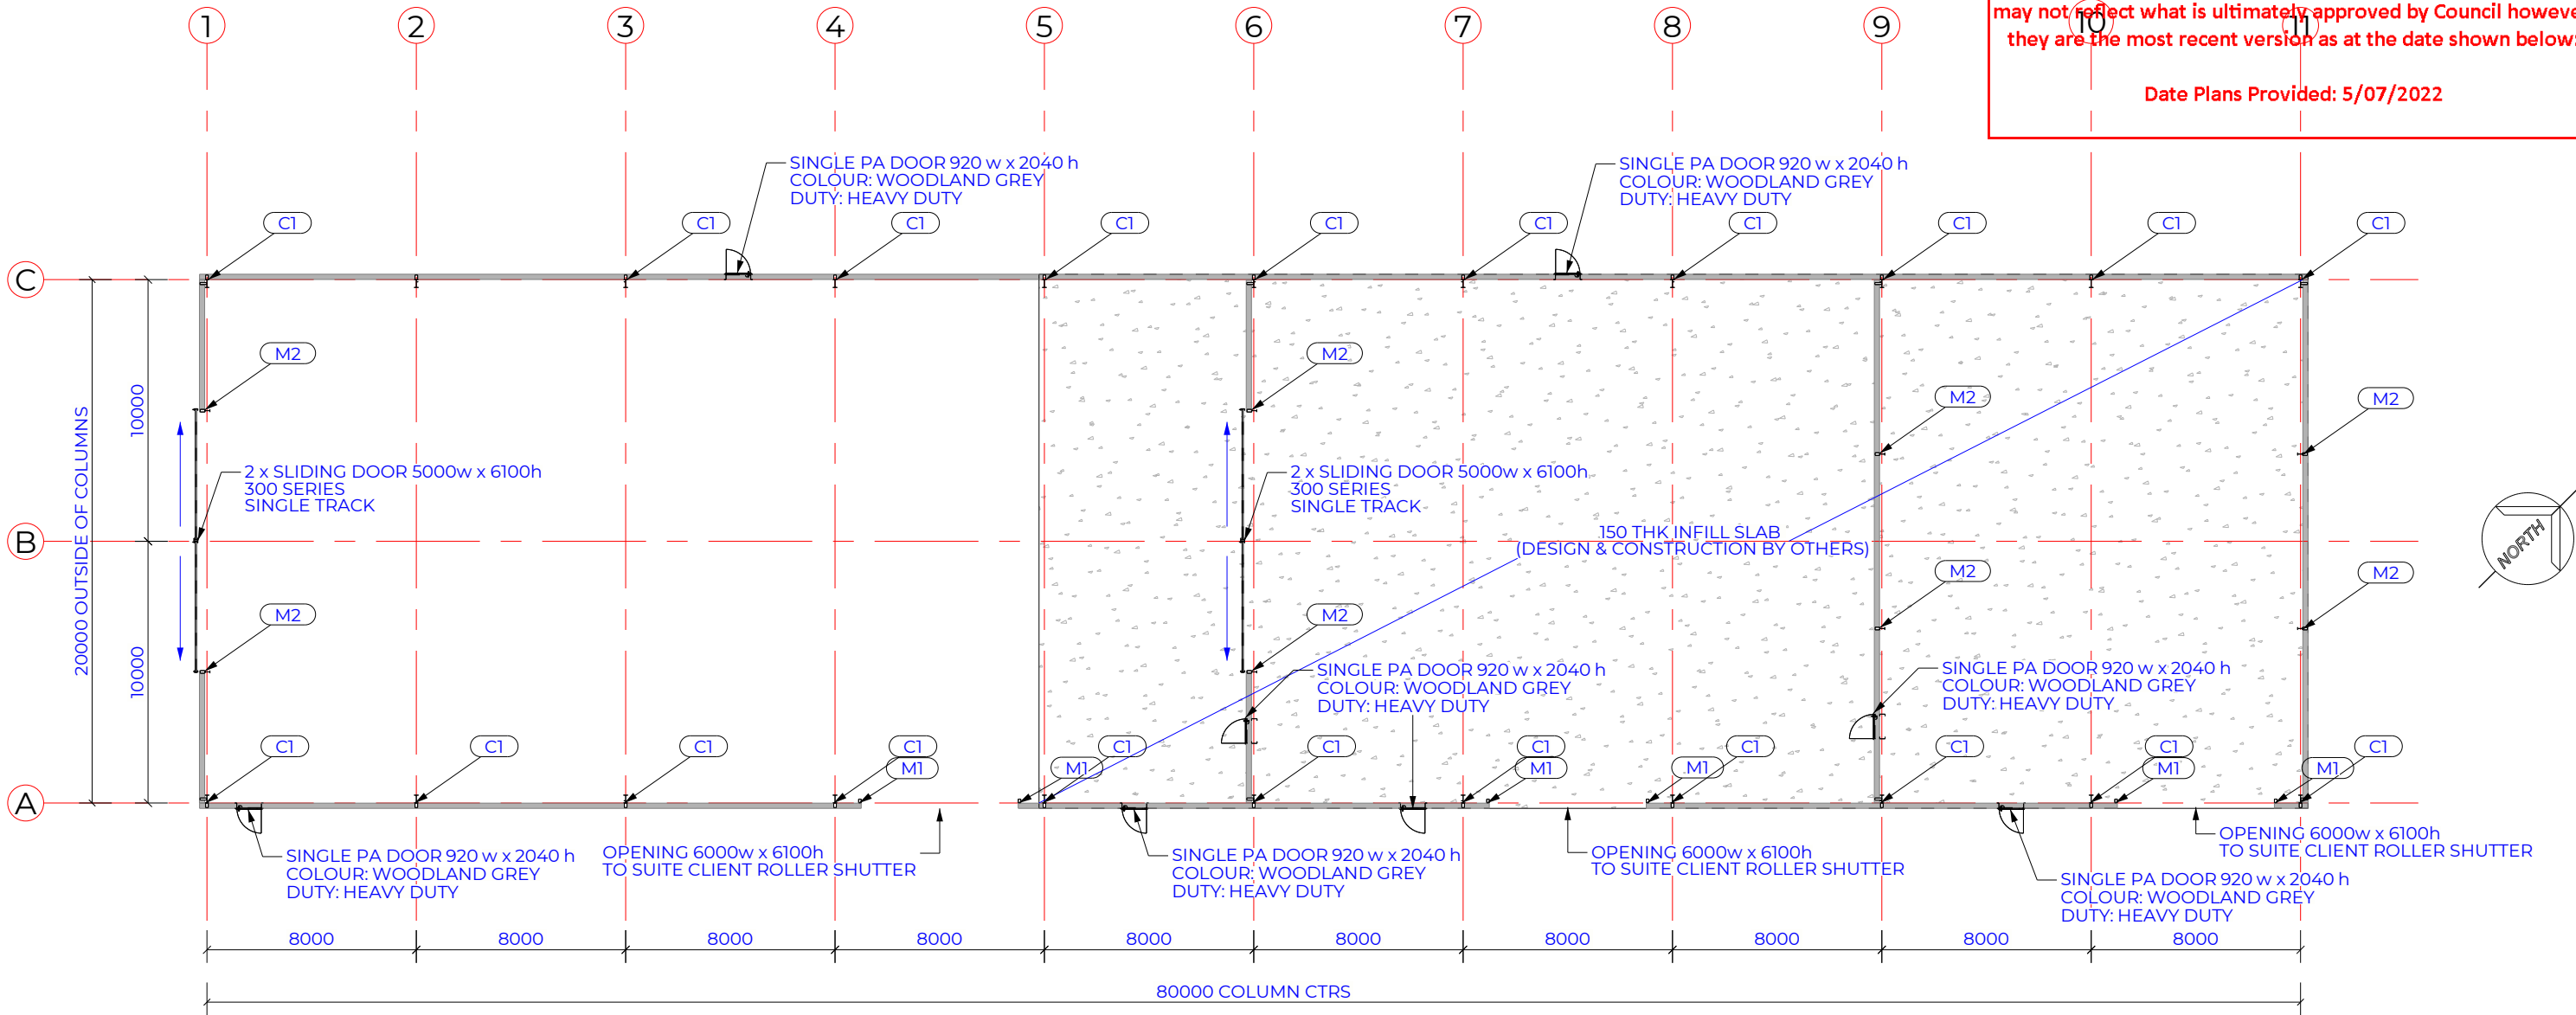 may not reflect what is ultimately approved by Council however
they are the most recent version as at the date shown below:
Date Plans Provided: 5/07/2022
1 2 3 4 5 6 7 8 9 10 11
SINGLE PA DOOR 920 w x 2040 h
COLOUR: WOODLAND GREY
DUTY: HEAVY DUTY
SINGLE PA DOOR 920 w x 2040 h
COLOUR: WOODLAND GREY
DUTY: HEAVY DUTY
C1 C1 C1 C1 C1 C1 C1 C1 C1 C1
C
M2 M2
M2 M2
10000
20000 OUTSIDE OF COLUMNS
2 x SLIDING DOOR 5000w x 6100h
300 SERIES
SINGLE TRACK
2 x SLIDING DOOR 5000w x 6100h
300 SERIES
SINGLE TRACK
B
150 THK INFILL SLAB
(DESIGN & CONSTRUCTION BY OTHERS)
NORTH
M2 M2
M2 M2
10000
SINGLE PA DOOR 920 w x 2040 h
COLOUR: WOODLAND GREY
DUTY: HEAVY DUTY
SINGLE PA DOOR 920 w x 2040 h
COLOUR: WOODLAND GREY
DUTY: HEAVY DUTY
C1 C1 C1 C1 C1 C1 C1 C1 C1 C1 C1
M1 M1 M1 M1 M1 M1
A
SINGLE PA DOOR 920 w x 2040 h
COLOUR: WOODLAND GREY
DUTY: HEAVY DUTY
OPENING 6000w x 6100h
TO SUITE CLIENT ROLLER SHUTTER
SINGLE PA DOOR 920 w x 2040 h
COLOUR: WOODLAND GREY
DUTY: HEAVY DUTY
OPENING 6000w x 6100h
TO SUITE CLIENT ROLLER SHUTTER
OPENING 6000w x 6100h
TO SUITE CLIENT ROLLER SHUTTER
SINGLE PA DOOR 920 w x 2040 h
COLOUR: WOODLAND GREY
DUTY: HEAVY DUTY
8000 8000 8000 8000 8000 8000 8000 8000 8000 8000
80000 COLUMN CTRS